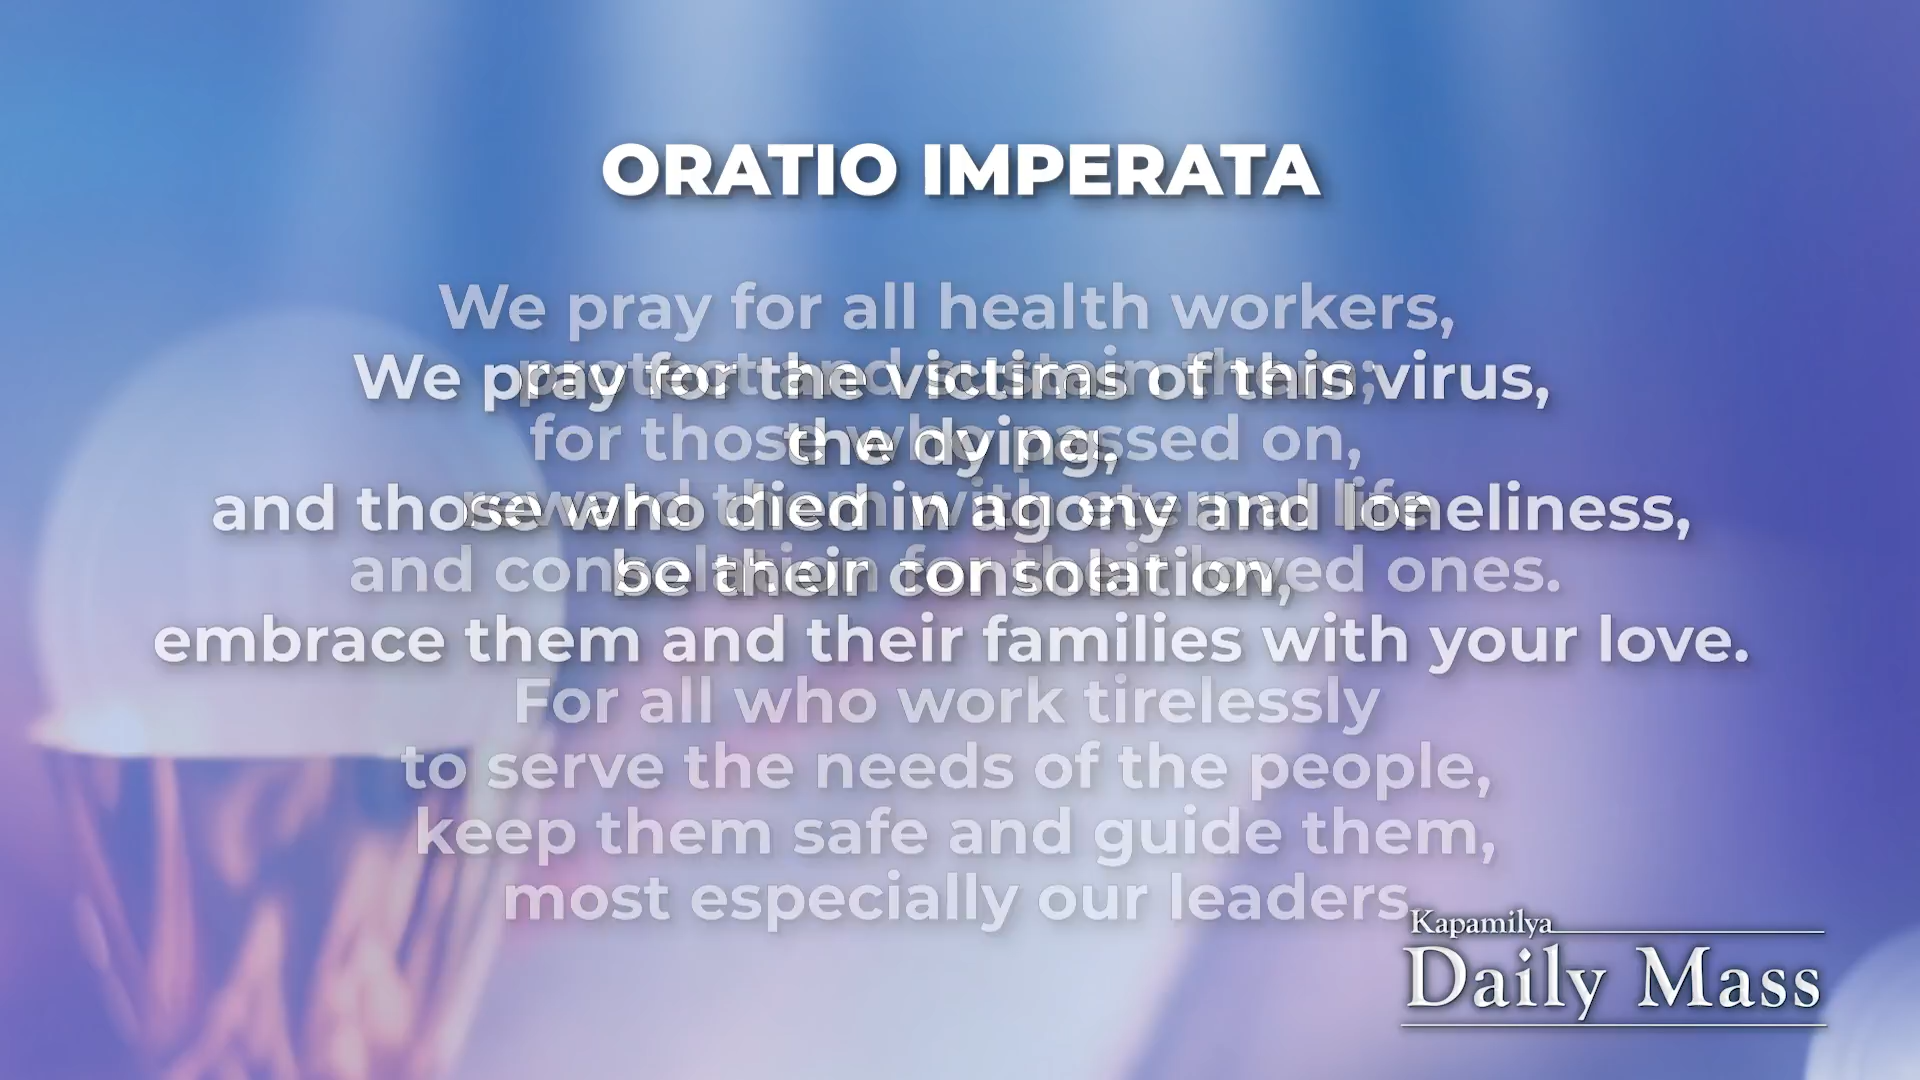 ORATIO IMPERATA
We pray for all health workers,
protect and sustain them;
for those who passed on,
reward them with eternal life
and consolation for their loved ones.
For all who work tirelessly
to serve the needs of the people,
keep them safe and guide them,
most especially our leaders
We pray for the victims of this virus,
the dying,
and those who died in agony and loneliness,
be their consolation,
embrace them and their families with your love.
Kapamilya
Daily Mass